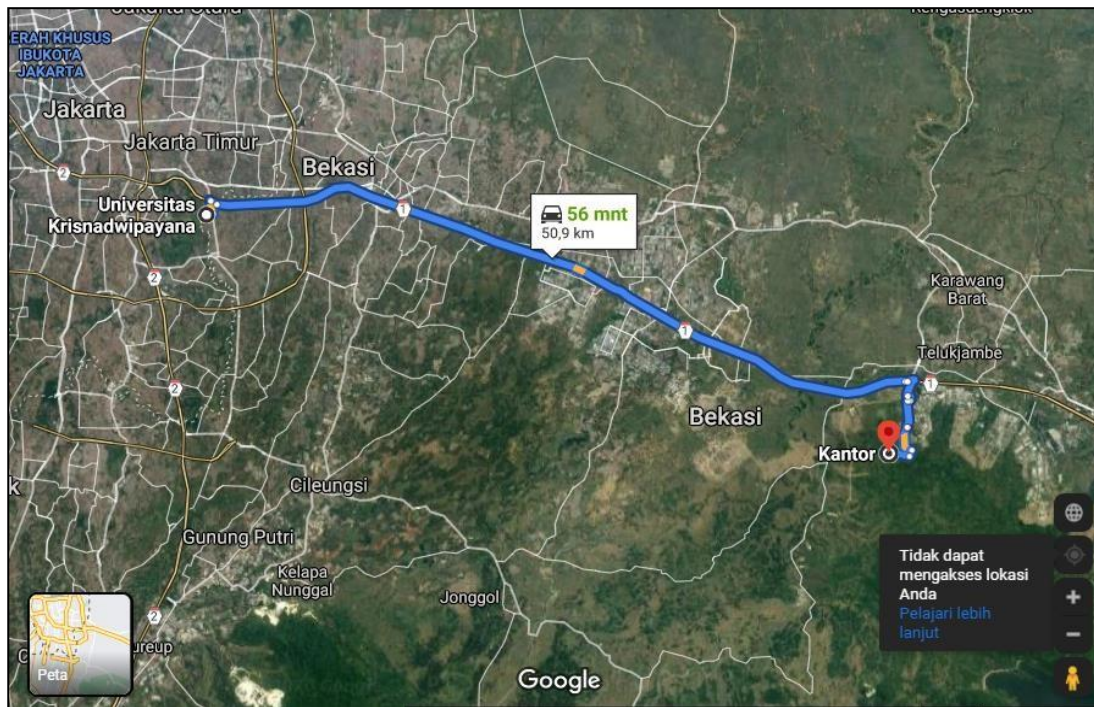 ERAH KHUSUS
IBUKOTA
JAKARTA
Jakarta
Jakarta Timur
Bekasi
2
Universitas
Krisnadwipayana
1
56 mnt
50,9 km
2
Karawang
Barat
1
Telukjambe
1
2
Bekasi
Kantor
k
Cileungsi
Gunung Putri
Kelapa
Nunggal
Jonggol
2
ureup
Peta
Google
Tidak dapat
mengakses lokasi
Anda
Pelajari lebih
lanjut